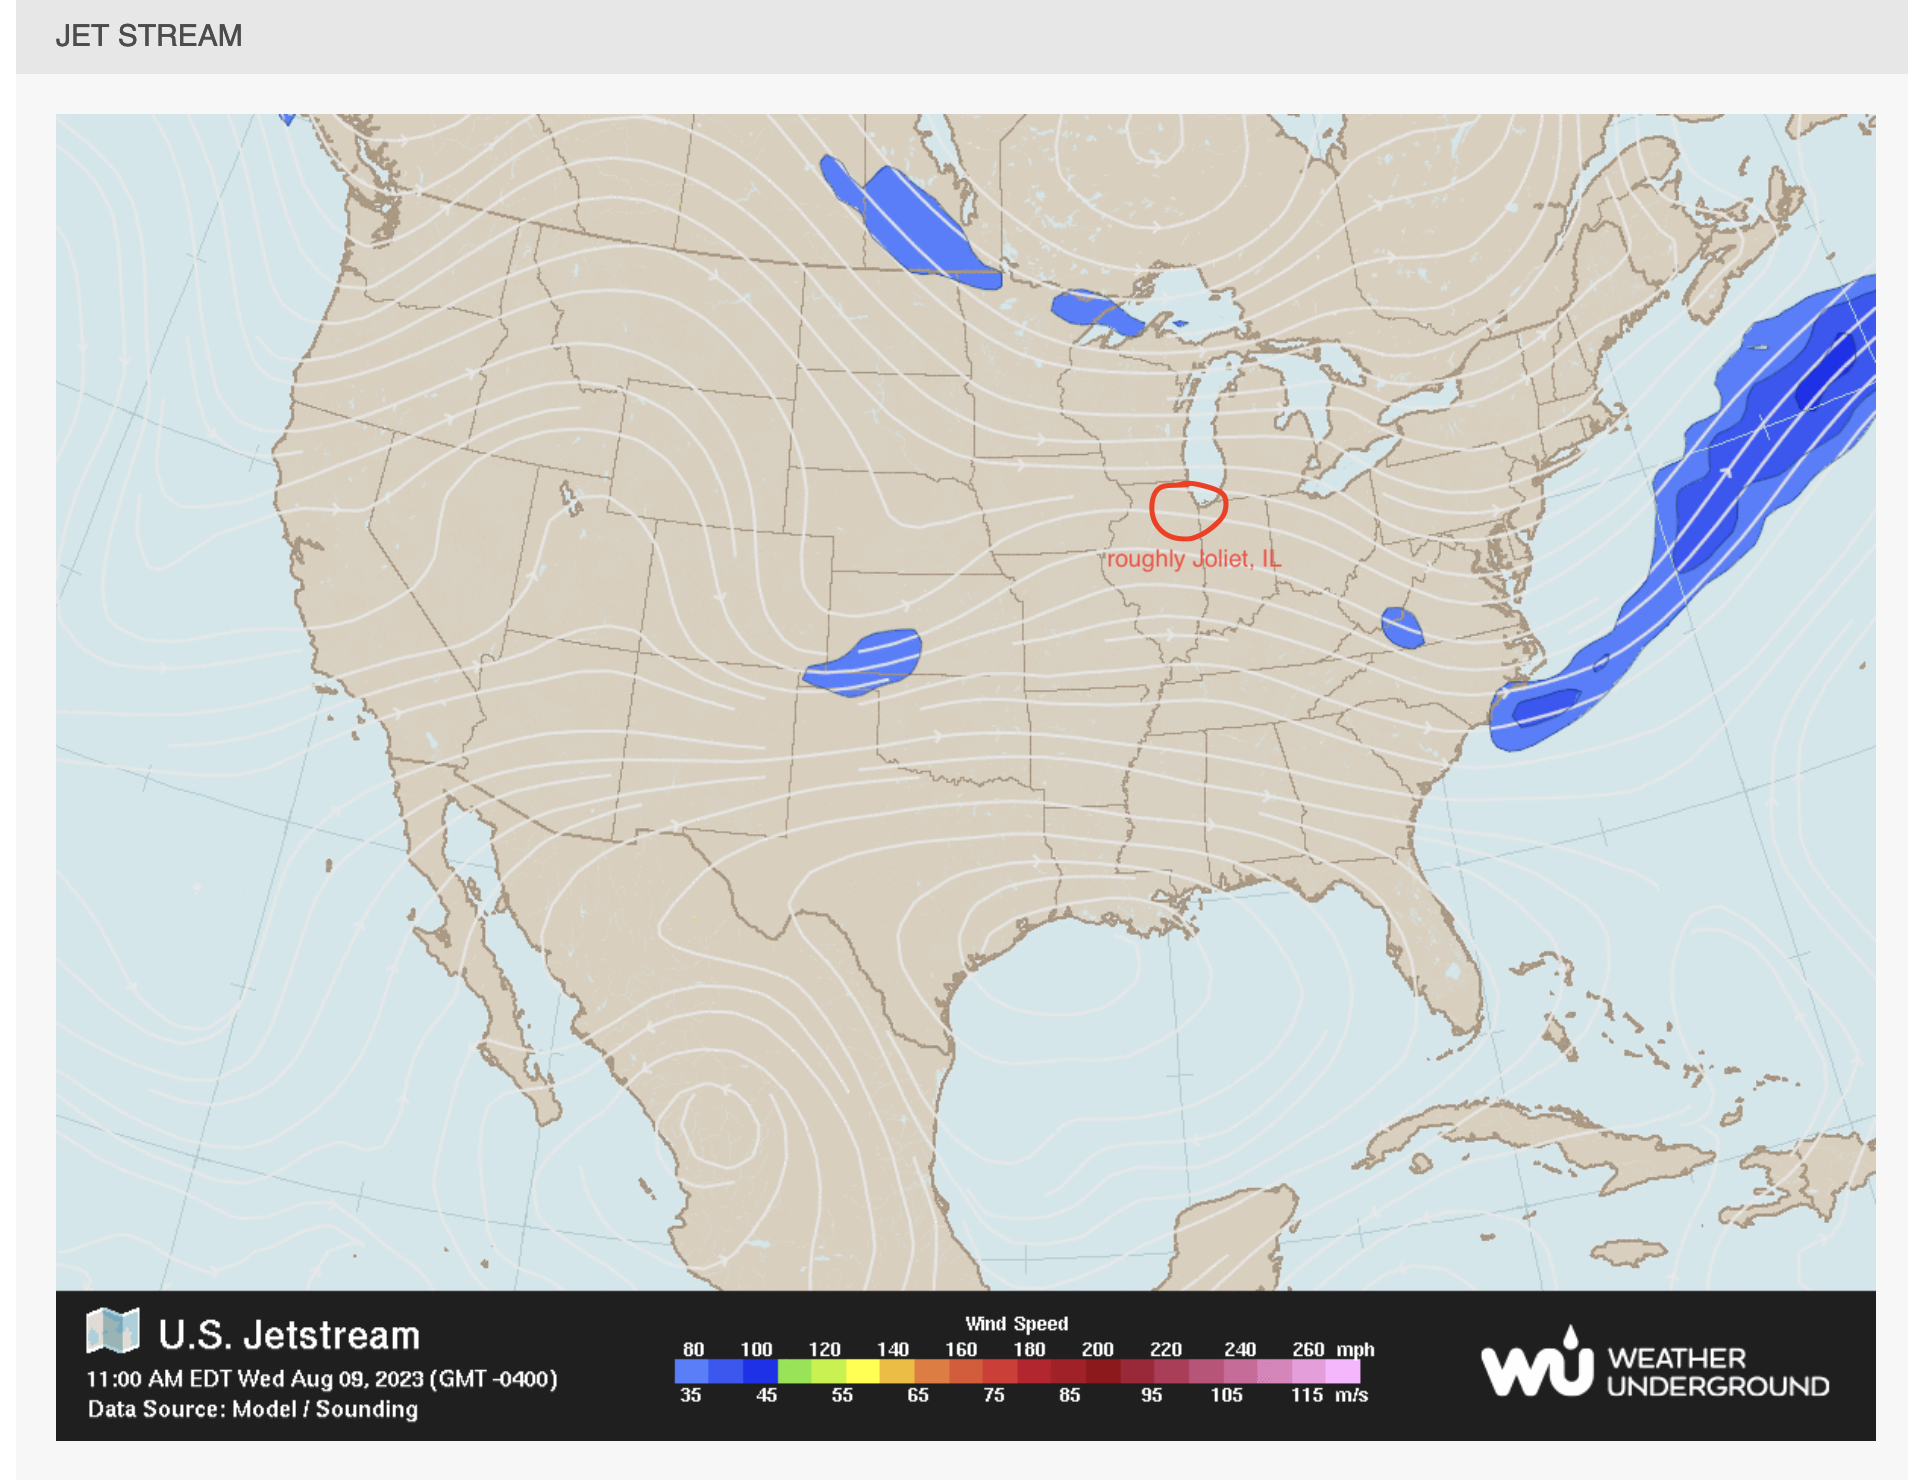 JET STREAM
roughly Joliet, IL
U.S. Jetstream
11:00 AM EDT Wed Aug 09, 2023 (GMT -0400)
Data Source: Model / Sounding
Wind Speed
80 100 120 140 160 180 200 220 240 260 mph
35 45 55 65 75 85 95 105 115 m/s
wu WEATHER
UNDERGROUND